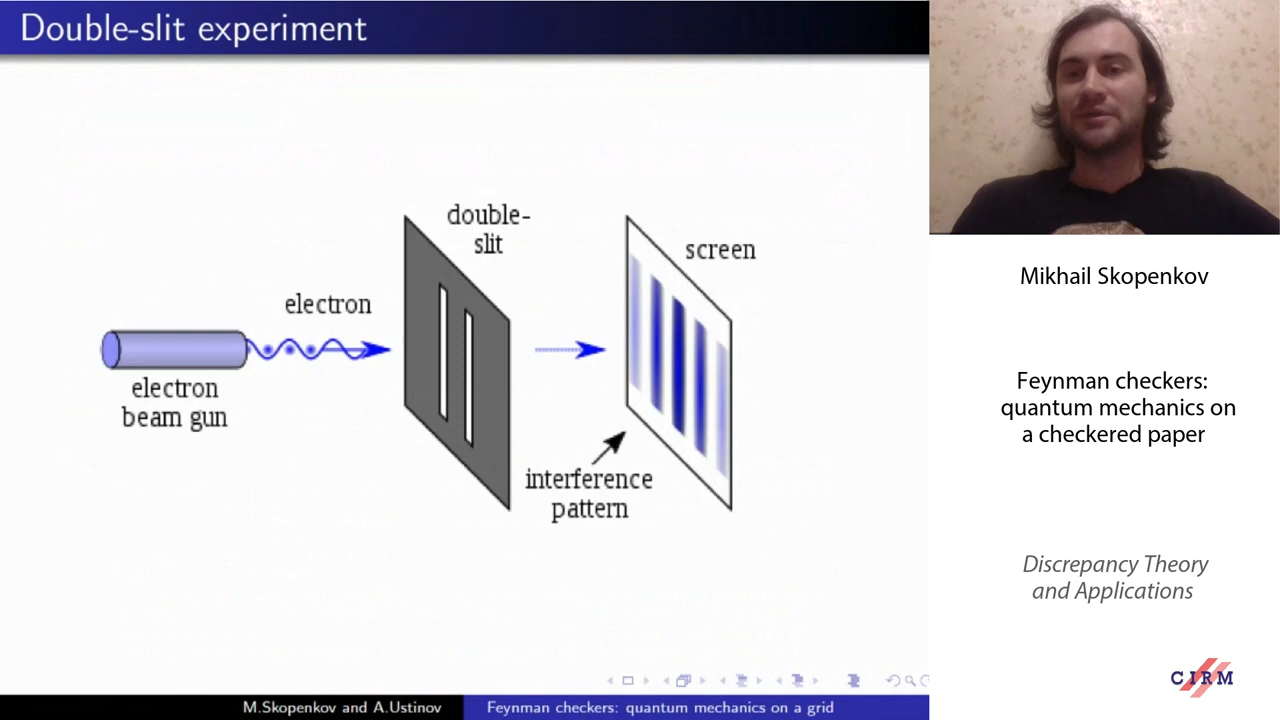 Double-slit experiment
double-
slit
screen
electron
electron
beam gun
interference
pattern
M.Skopenkov and A.Ustinov
Feynman checkers: quantum mechanics on a grid
Mikhail Skopenkov
Feynman checkers:
quantum mechanics on
a checkered paper
Discrepancy Theory
and Applications
CIRM